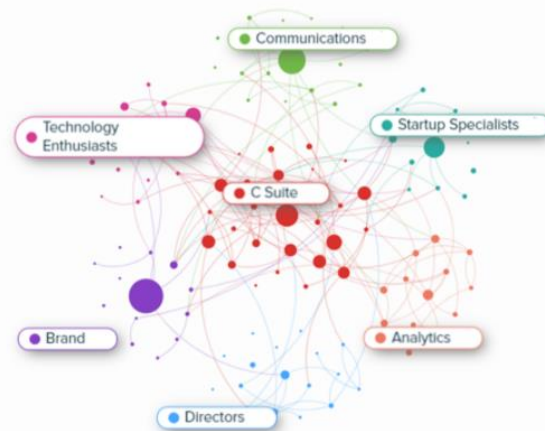 Communications
Technology
Enthusiasts
Startup Specialists
C Suite
Brand
Analytics
Directors